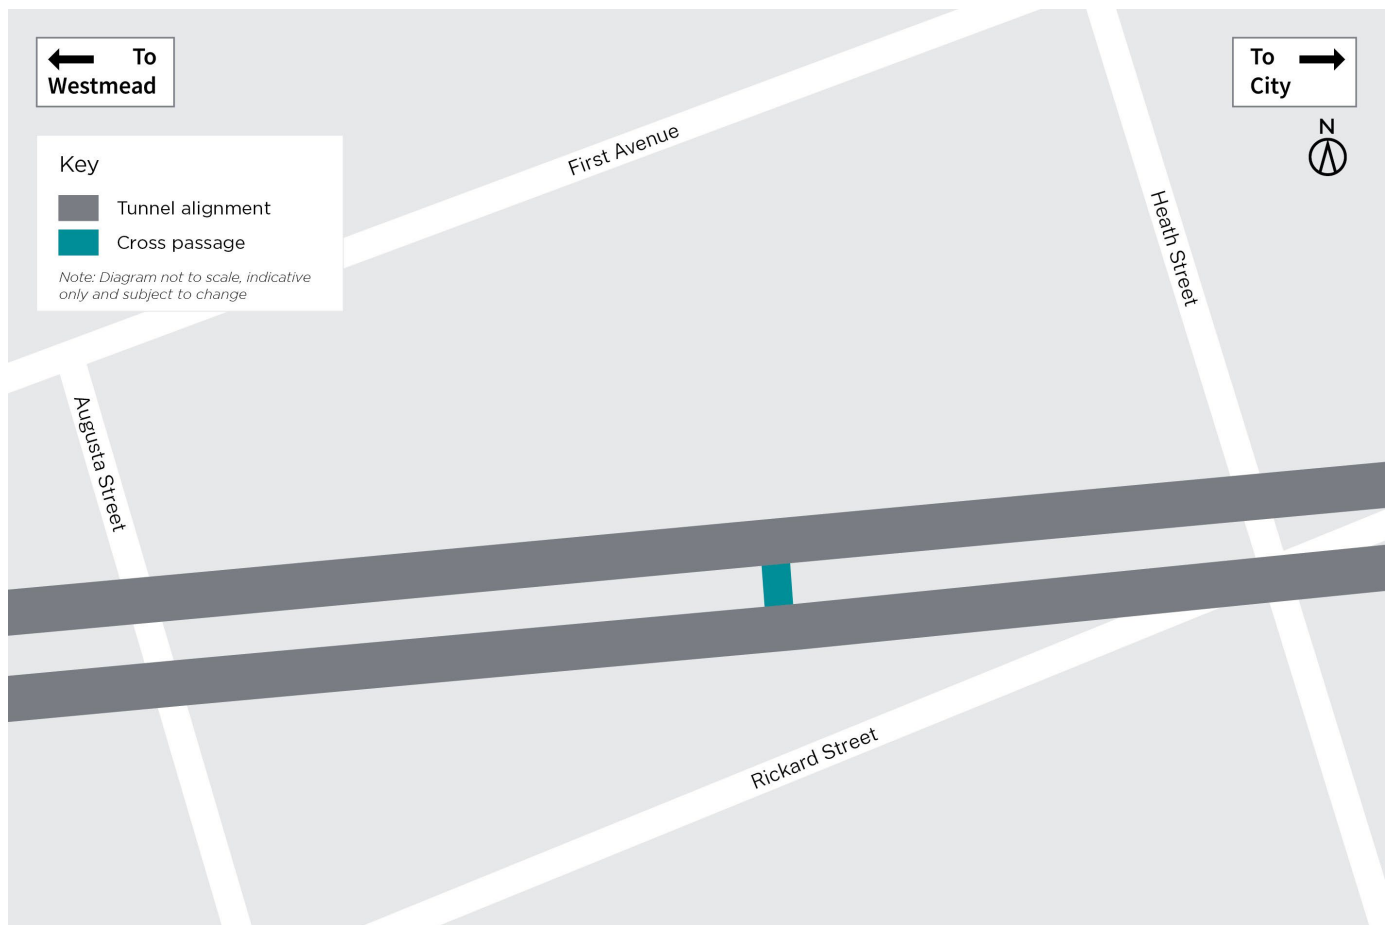 To
Westmead
To
City
N
Key
Tunnel alignment
Cross passage
Note: Diagram not to scale, indicative
only and subject to change
First Avenue
Heath Street
Augusta Street
Rickard Street